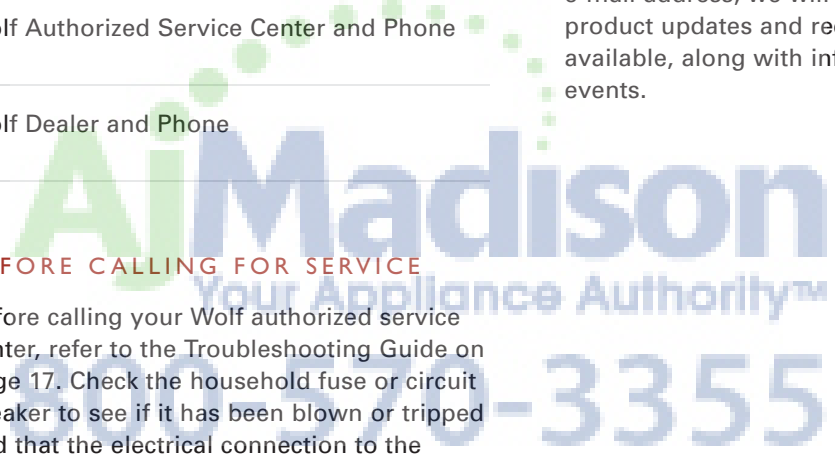 lf Authorized Service Center and Phone
lf Dealer and Phone
FORE CALLING FOR SERVICE
fore calling your Wolf authorized service
nter, refer to the Troubleshooting Guide on
ge 17. Check the household fuse or circuit
eaker to see if it has been blown or tripped
d that the electrical connection to the
product updates and
available, along with
events.
AjMadison
Your Appliance Authority™
800-570-3355